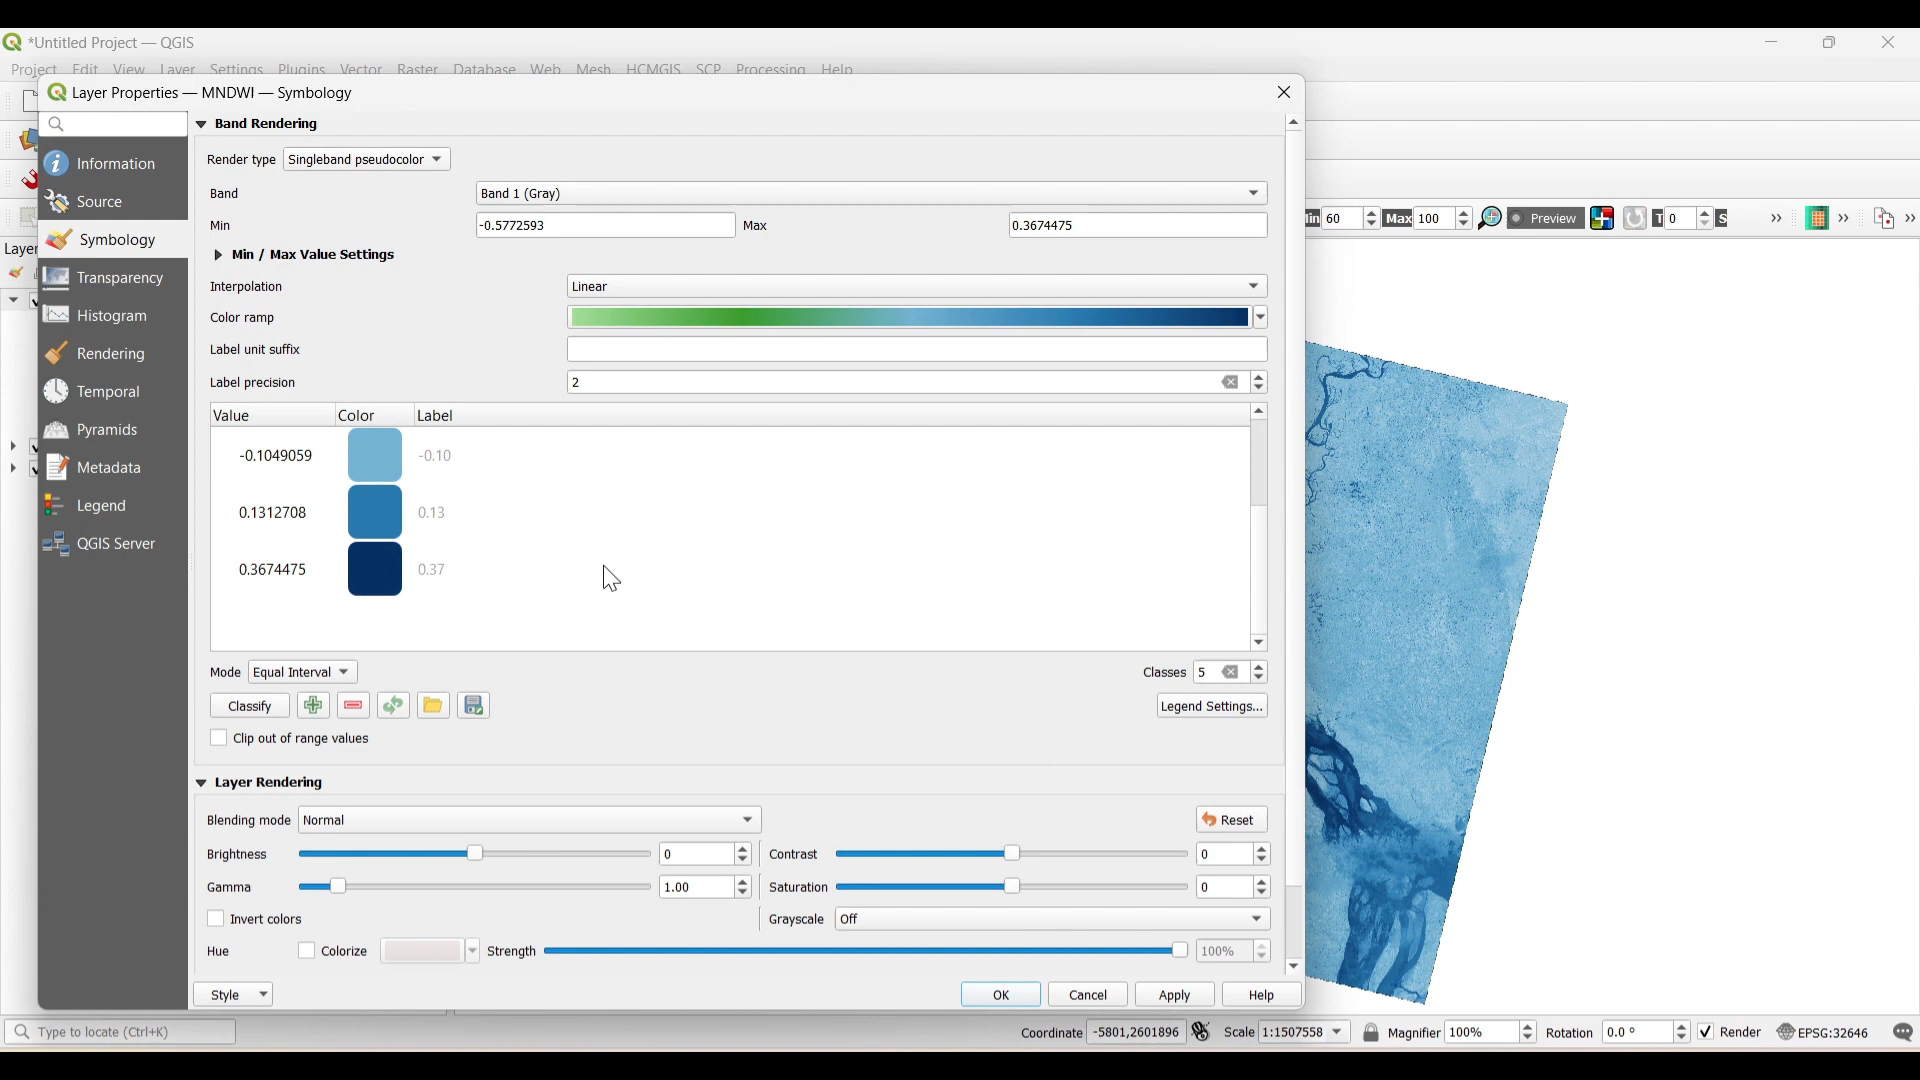 *Untitled Project — QGIS
Project Edit View Layer Settings Plugins Vector Raster Database Web Mesh HCMGIS SCP Processing Help
Layer Properties — MNDWI — Symbology
Band Rendering
Information
Source
Symbology
Transparency
Histogram
Rendering
Temporal
Pyramids
Metadata
Legend
QGIS Server
Render type Singleband pseudocolor
Band Band 1 (Gray)
Min -0.5772593 Max 0.3674475
Min / Max Value Settings
Interpolation Linear
Color ramp
Label unit suffix
Label precision 2
Value Color Label
-0.1049059 -0.10
0.1312708 0.13
0.3674475 0.37
Mode Equal Interval Classes 5
Classify Legend Settings...
Clip out of range values
Layer Rendering
Blending mode Normal Reset
Brightness 0 Contrast 0
Gamma 1.00 Saturation 0
Invert colors Grayscale Off
Hue Colorize Strength 100%
Style OK Cancel Apply Help
60 Max 100 Preview T 0 S
Type to locate (Ctrl+K) Coordinate -5801,2601896 Scale 1:1507558 Magnifier 100% Rotation 0.0 ° Render EPSG:32646